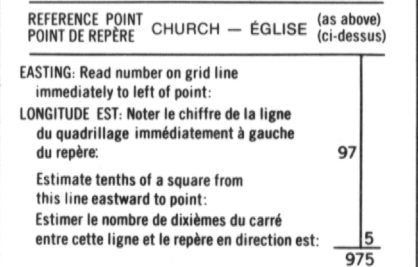 REFERENCE POINT CHURCH — ÉGLISE (as above)
POINT DE REPÈRE (ci-dessus)
EASTING: Read number on grid line
immediately to left of point:
LONGITUDE EST: Noter le chiffre de la ligne
du quadrillage immédiatement à gauche
du repère: 97
Estimate tenths of a square from
this line eastward to point:
Estimer le nombre de dixièmes du carré
entre cette ligne et le repère en direction est: 5
975